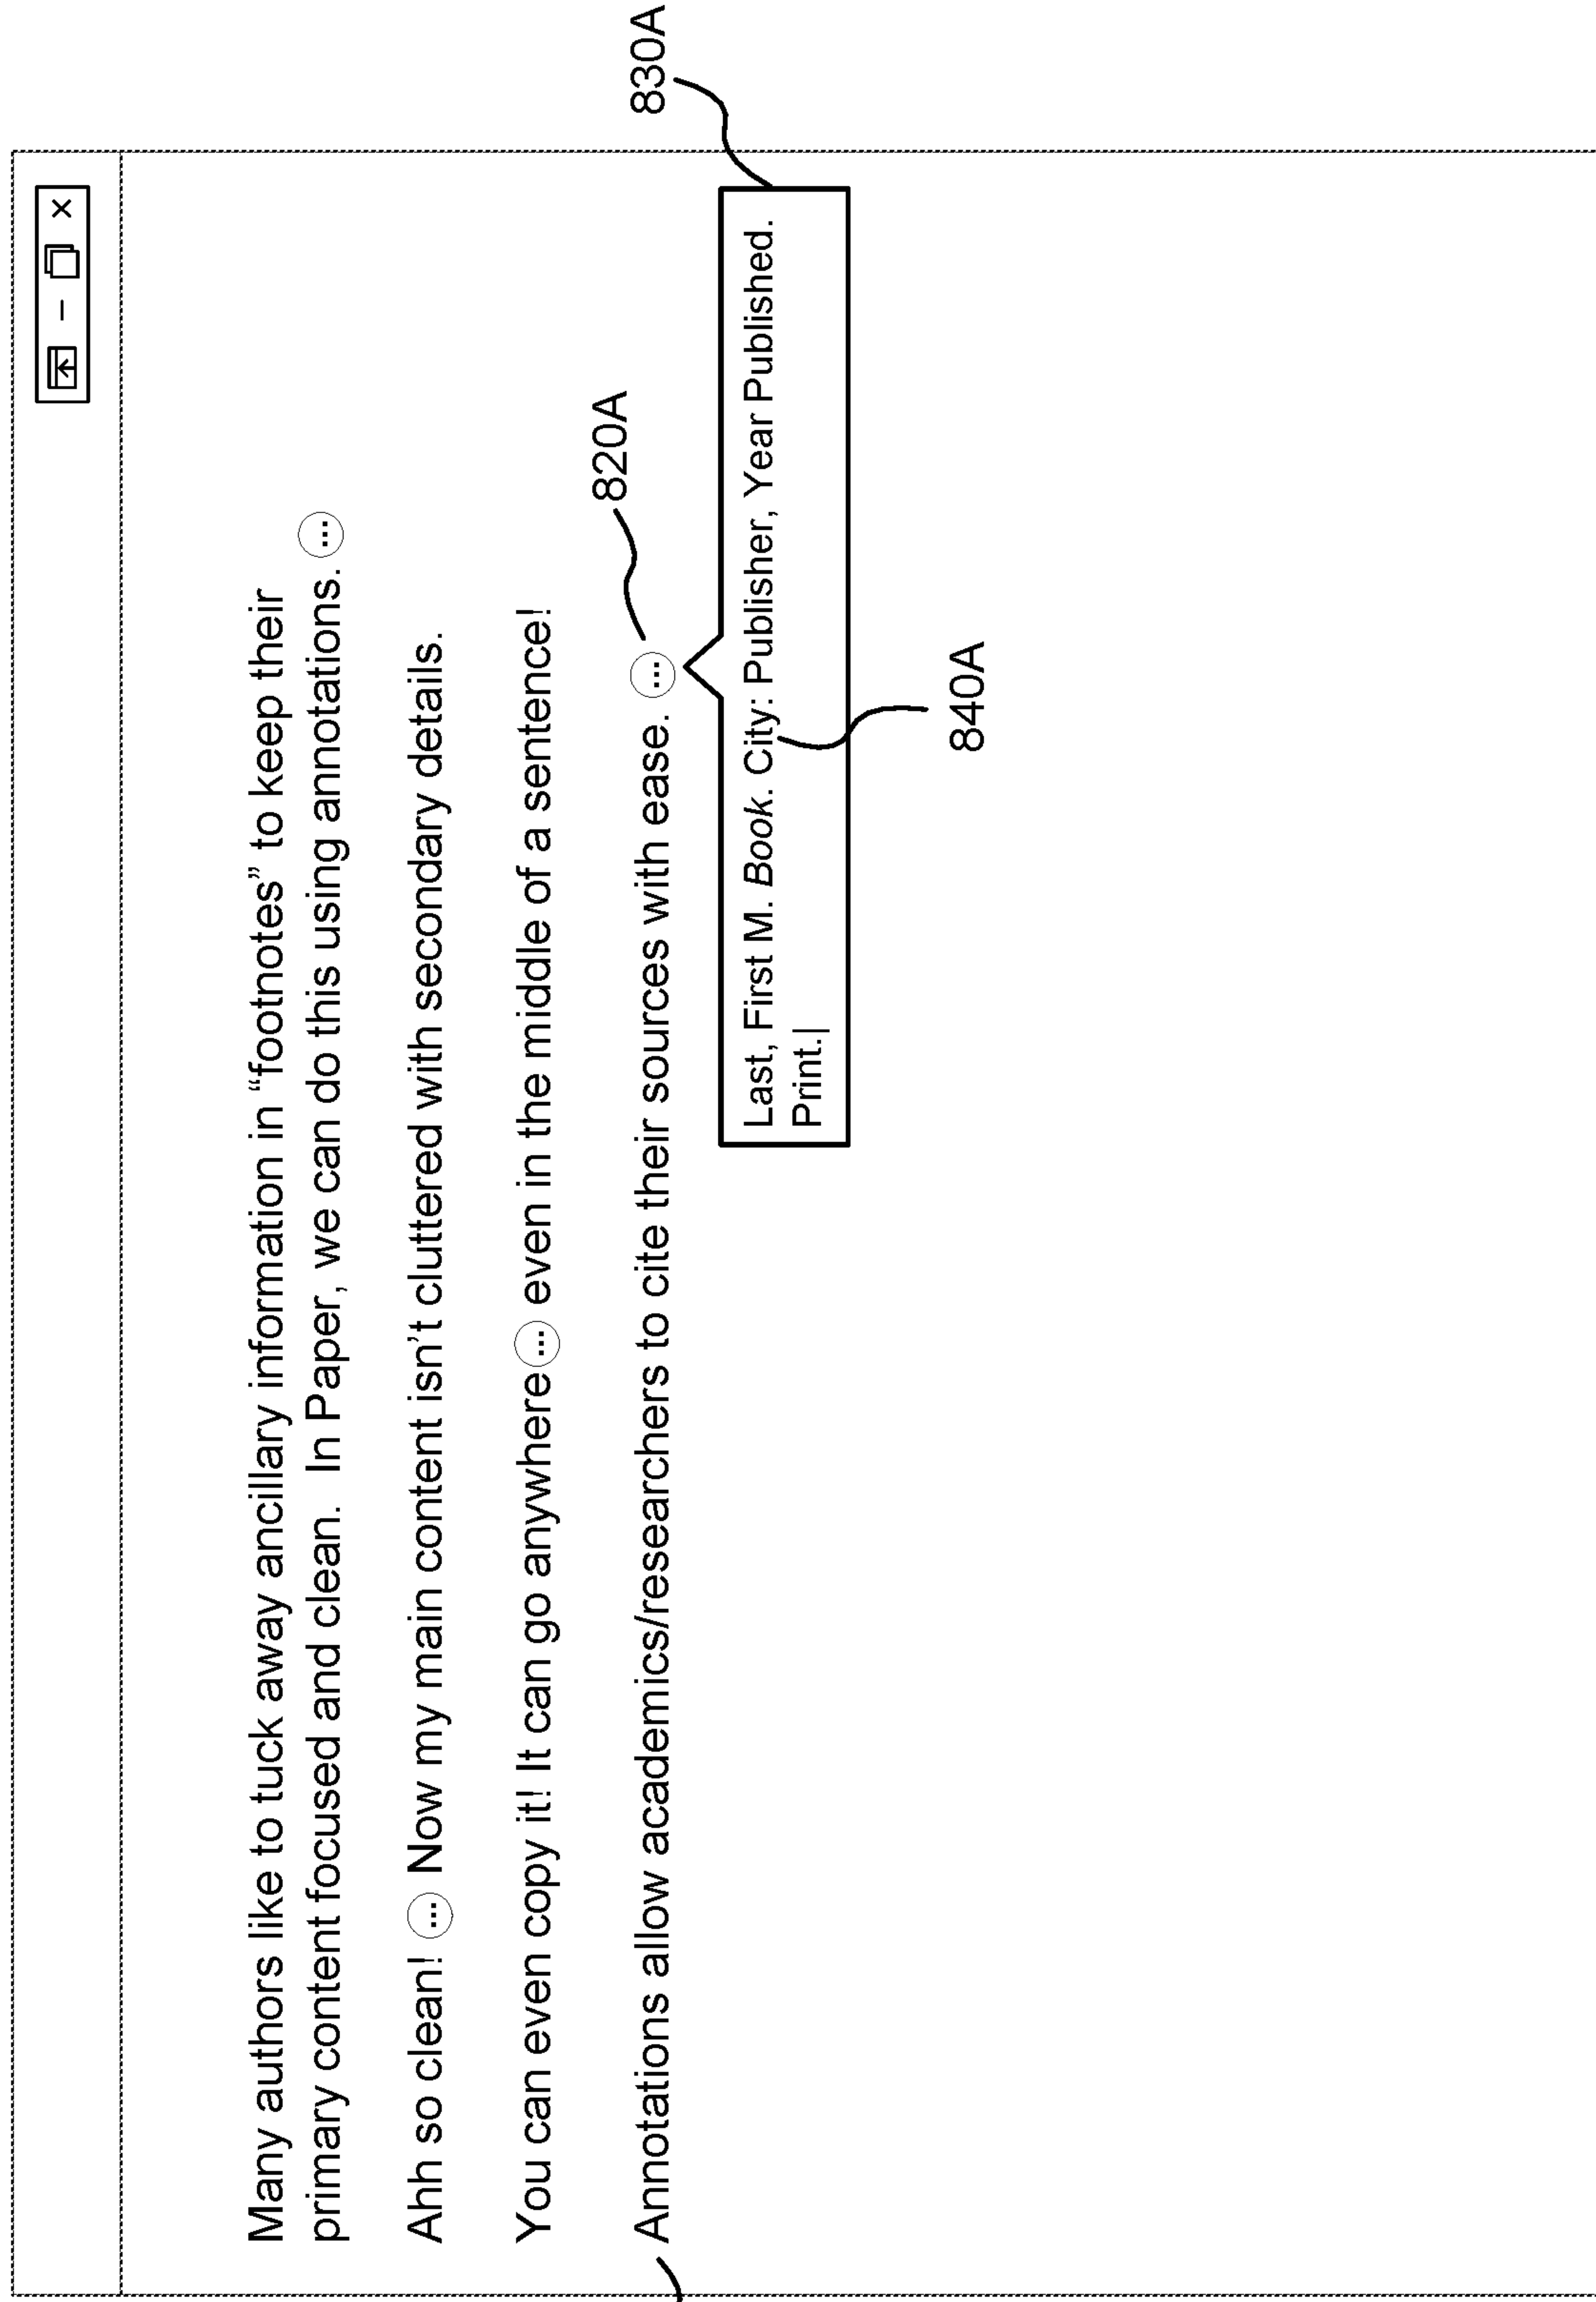 830A
Many authors like to tuck away ancillary information in “footnotes” to keep their
primary content focused and clean.  In Paper, we can do this using annotations. ...
Ahh so clean! ... Now my main content isn’t cluttered with secondary details.
You can even copy it! It can go anywhere ... even in the middle of a sentence!
820A
Annotations allow academics/researchers to cite their sources with ease. ...
Last, First M. Book. City: Publisher, Year Published.
Print.
840A